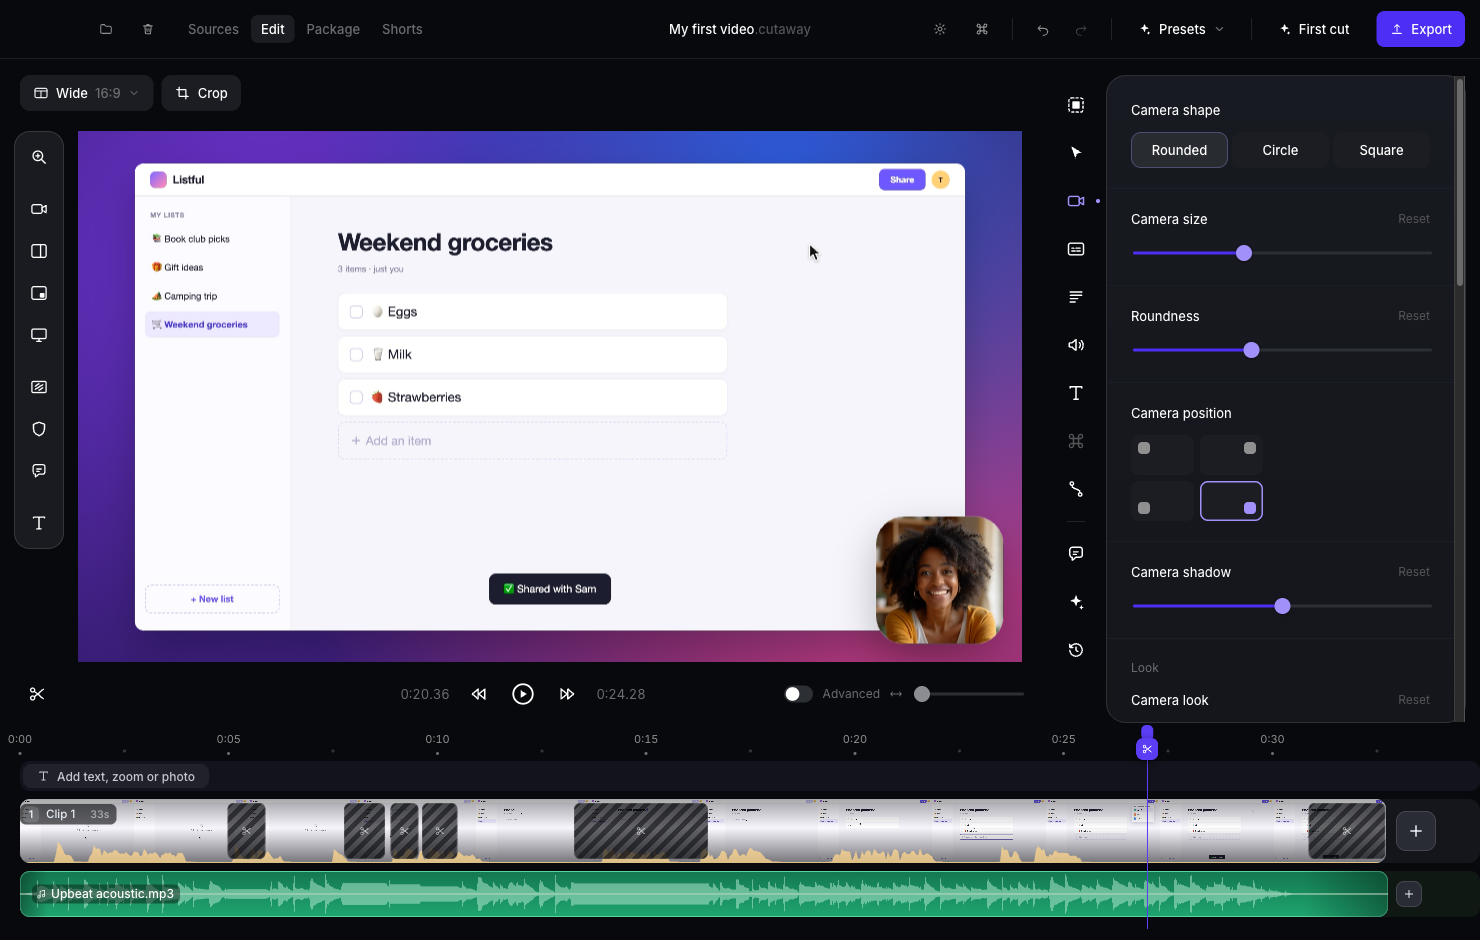 Sources Edit Package Shorts
My first video.cutaway
Presets
First cut
Export
Wide 16:9
Crop
Listful
Share
T
MY LISTS
Book club picks
Gift ideas
Camping trip
Weekend groceries
+ New list
Weekend groceries
3 items · just you
Eggs
Milk
Strawberries
+ Add an item
Shared with Sam
Camera shape
Rounded Circle Square
Camera size Reset
Roundness Reset
Camera position
Camera shadow Reset
Look
Camera look Reset
0:20.36
0:24.28
Advanced
0:00 0:05 0:10 0:15 0:20 0:25 0:30
T Add text, zoom or photo
1 Clip 1 33s
Upbeat acoustic.mp3